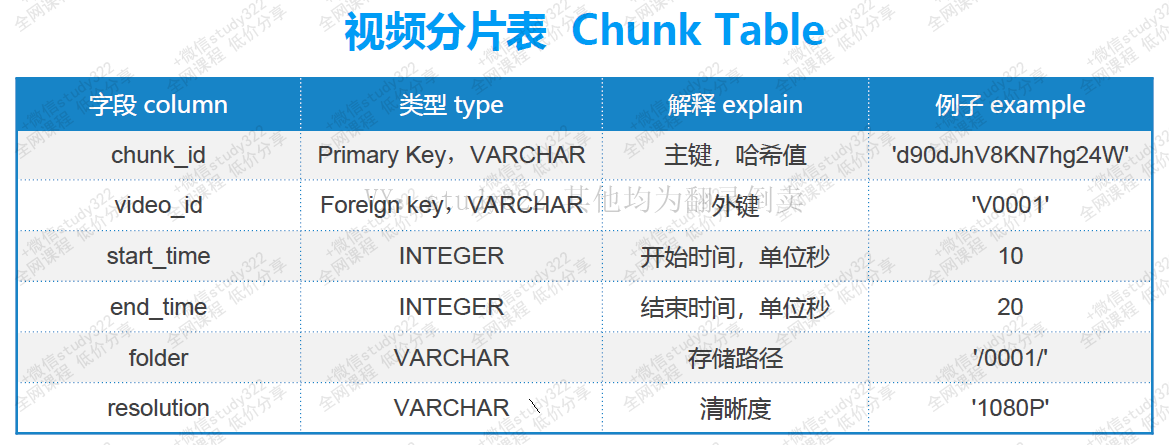 视频分片表 Chunk Table
字段 column 类型 type 解释 explain 例子 example
chunk_id Primary Key，VARCHAR 主键，哈希值 'd90dJhV8KN7hg24W'
video_id Foreign key，VARCHAR 外键 'V0001'
start_time INTEGER 开始时间，单位秒 10
end_time INTEGER 结束时间，单位秒 20
folder VARCHAR 存储路径 '/0001/'
resolution VARCHAR 清晰度 '1080P'
+微信study322
全网课程 低价分享
study322 其他均为翻录倒卖